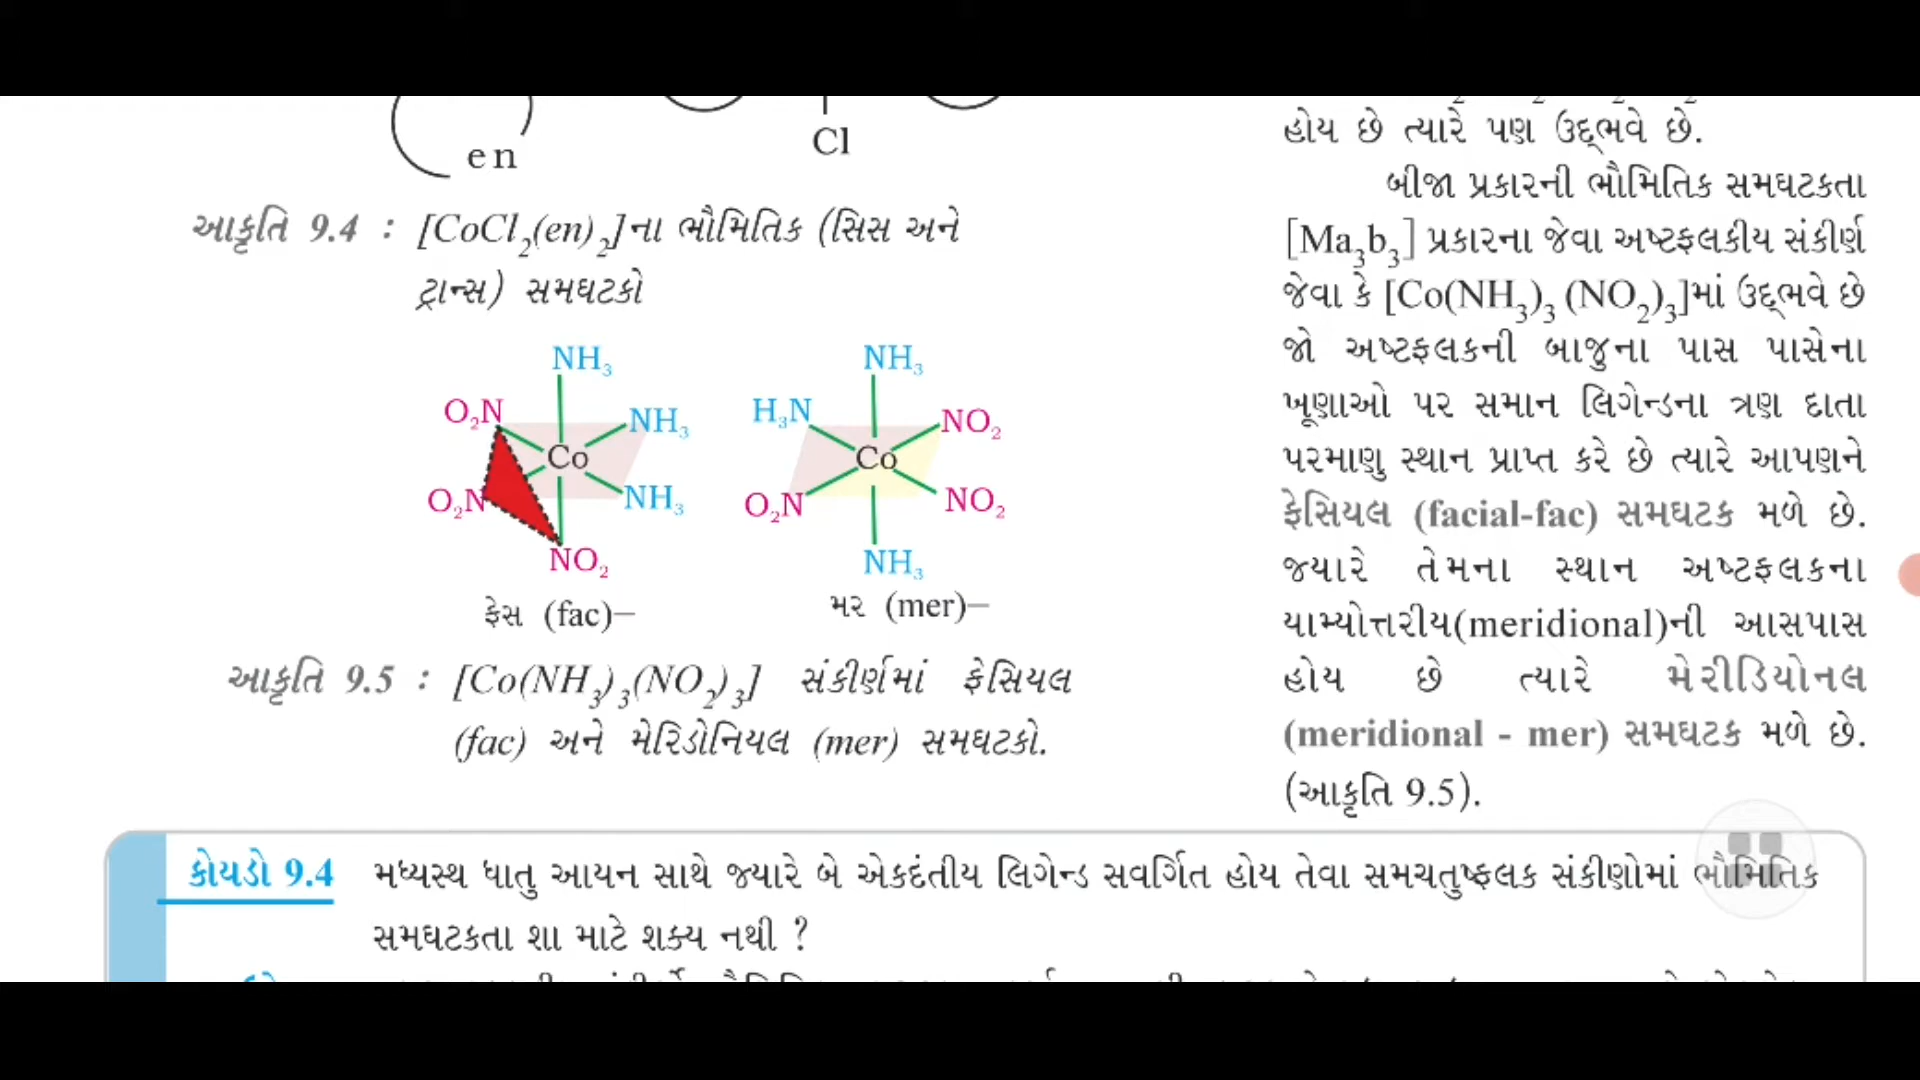 en
Cl
આકૃતિ 9.4 : [CoCl₂(en)₂]ના ભૌમિતિક (સિસ અને
ટ્રાન્સ) સમઘટકો
NH₃
O₂N
NH₃
Co
O₂N
NH₃
NO₂
ફેસ (fac)–
NH₃
H₃N
NO₂
Co
O₂N
NO₂
NH₃
મર (mer)–
આકૃતિ 9.5 : [Co(NH₃)₃(NO₂)₃] સંકીર્ણમાં ફેસિયલ
(fac) અને મેરિડોનિયલ (mer) સમઘટકો.
હોય છે ત્યારે પણ ઉદ્ભવે છે.
બીજા પ્રકારની ભૌમિતિક સમઘટકતા
[Ma₃b₃] પ્રકારના જેવા અષ્ટફલકીય સંકીર્ણ
જેવા કે [Co(NH₃)₃ (NO₂)₃]માં ઉદ્ભવે છે
જો અષ્ટફલકની બાજુના પાસ પાસેના
ખૂણાઓ પર સમાન લિગેન્ડના ત્રણ દાતા
પરમાણુ સ્થાન પ્રાપ્ત કરે છે ત્યારે આપણને
ફેસિયલ (facial-fac) સમઘટક મળે છે.
જ્યારે તેમના સ્થાન અષ્ટફલકના
યામ્યોત્તરીય(meridional)ની આસપાસ
હોય છે ત્યારે મેરીડિયોનલ
(meridional - mer) સમઘટક મળે છે.
(આકૃતિ 9.5).
કોયડો 9.4 મધ્યસ્થ ધાતુ આયન સાથે જ્યારે બે એકદંતીય લિગેન્ડ સવર્ગિત હોય તેવા સમચતુષ્ફલક સંકીર્ણોમાં ભૌમિતિક
સમઘટકતા શા માટે શક્ય નથી ?